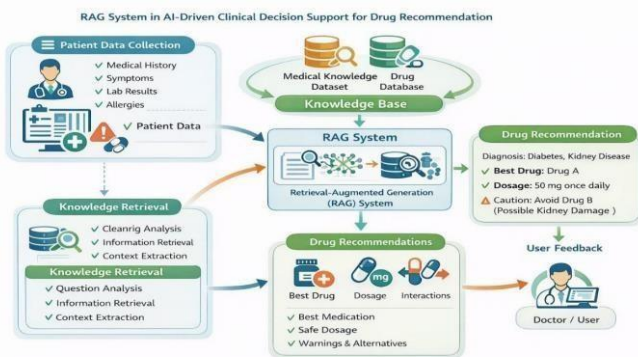 RAG System in AI-Driven Clinical Decision Support for Drug Recommendation
Patient Data Collection
✓ Medical History
✓ Symptoms
✓ Lab Results
✓ Allergies
✓ Patient Data
Medical Knowledge
Dataset
Drug
Database
Knowledge Base
RAG System
Retrieval-Augmented Generation
(RAG) System
Drug Recommendation
Diagnosis: Diabetes, Kidney Disease
✓ Best Drug: Drug A
✓ Dosage: 50 mg once daily
Caution: Avoid Drug B
(Possible Kidney Damage )
Knowledge Retrieval
✓ Cleanrig Analysis
✓ Information Retrieval
✓ Context Extraction
Knowledge Retrieval
✓ Question Analysis
✓ Information Retrieval
✓ Context Extraction
Drug Recommendations
mg
Best Drug
Dosage
Interactions
✓ Best Medication
✓ Safe Dosage
✓ Warnings & Alternatives
User Feedback
Doctor / User